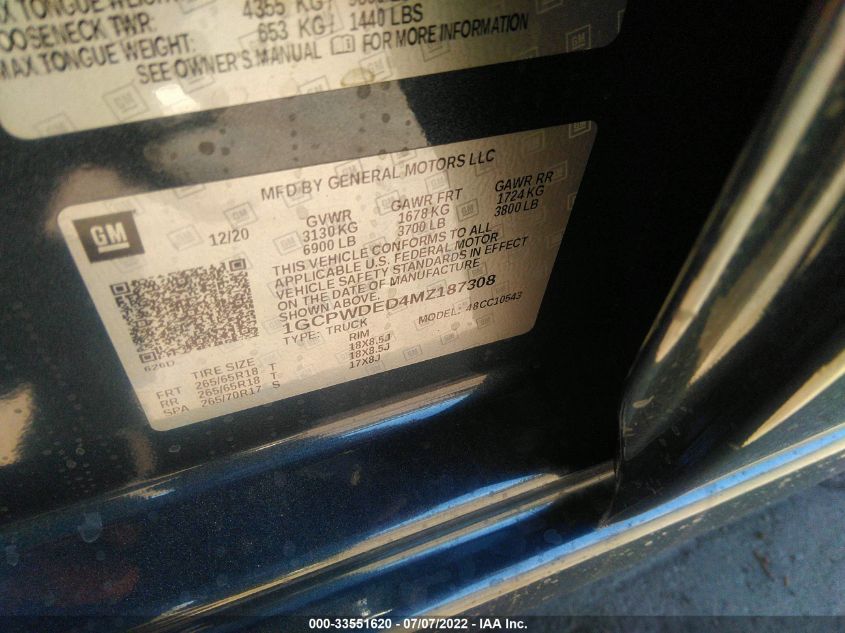 4355 KG/
GOOSENECK TWR:
653 KG/ 1440 LBS
MAX TONGUE WEIGHT:
SEE OWNER'S MANUAL FOR MORE INFORMATION
MFD BY GENERAL MOTORS LLC
GM
12/20
GVWR GAWR FRT GAWR RR
3130 KG 1678 KG 1724 KG
6900 LB 3700 LB 3800 LB
THIS VEHICLE CONFORMS TO ALL
APPLICABLE U.S. FEDERAL MOTOR
VEHICLE SAFETY STANDARDS IN EFFECT
ON THE DATE OF MANUFACTURE
SHOWN ABOVE.
1GCPWDED4MZ187308
TYPE: TRUCK MODEL: 48CC10543
626D
TIRE SIZE RIM
FRT 265/65R18 T 18X8.5J
RR 265/65R18 T 18X8.5J
SPA 265/70R17 S 17X8J
000-33551620 - 07/07/2022 - IAA Inc.